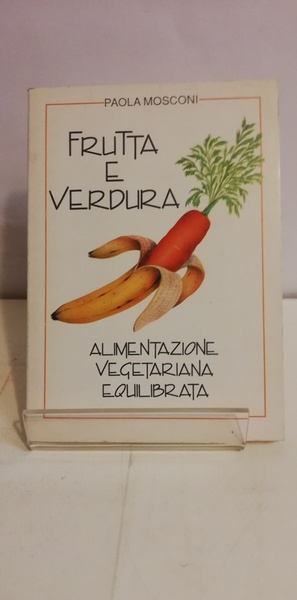 PAOLA MOSCONI
FRUTTA
E
VERDURA
ALIMENTAZIONE
VEGETARIANA
EQUILIBRATA